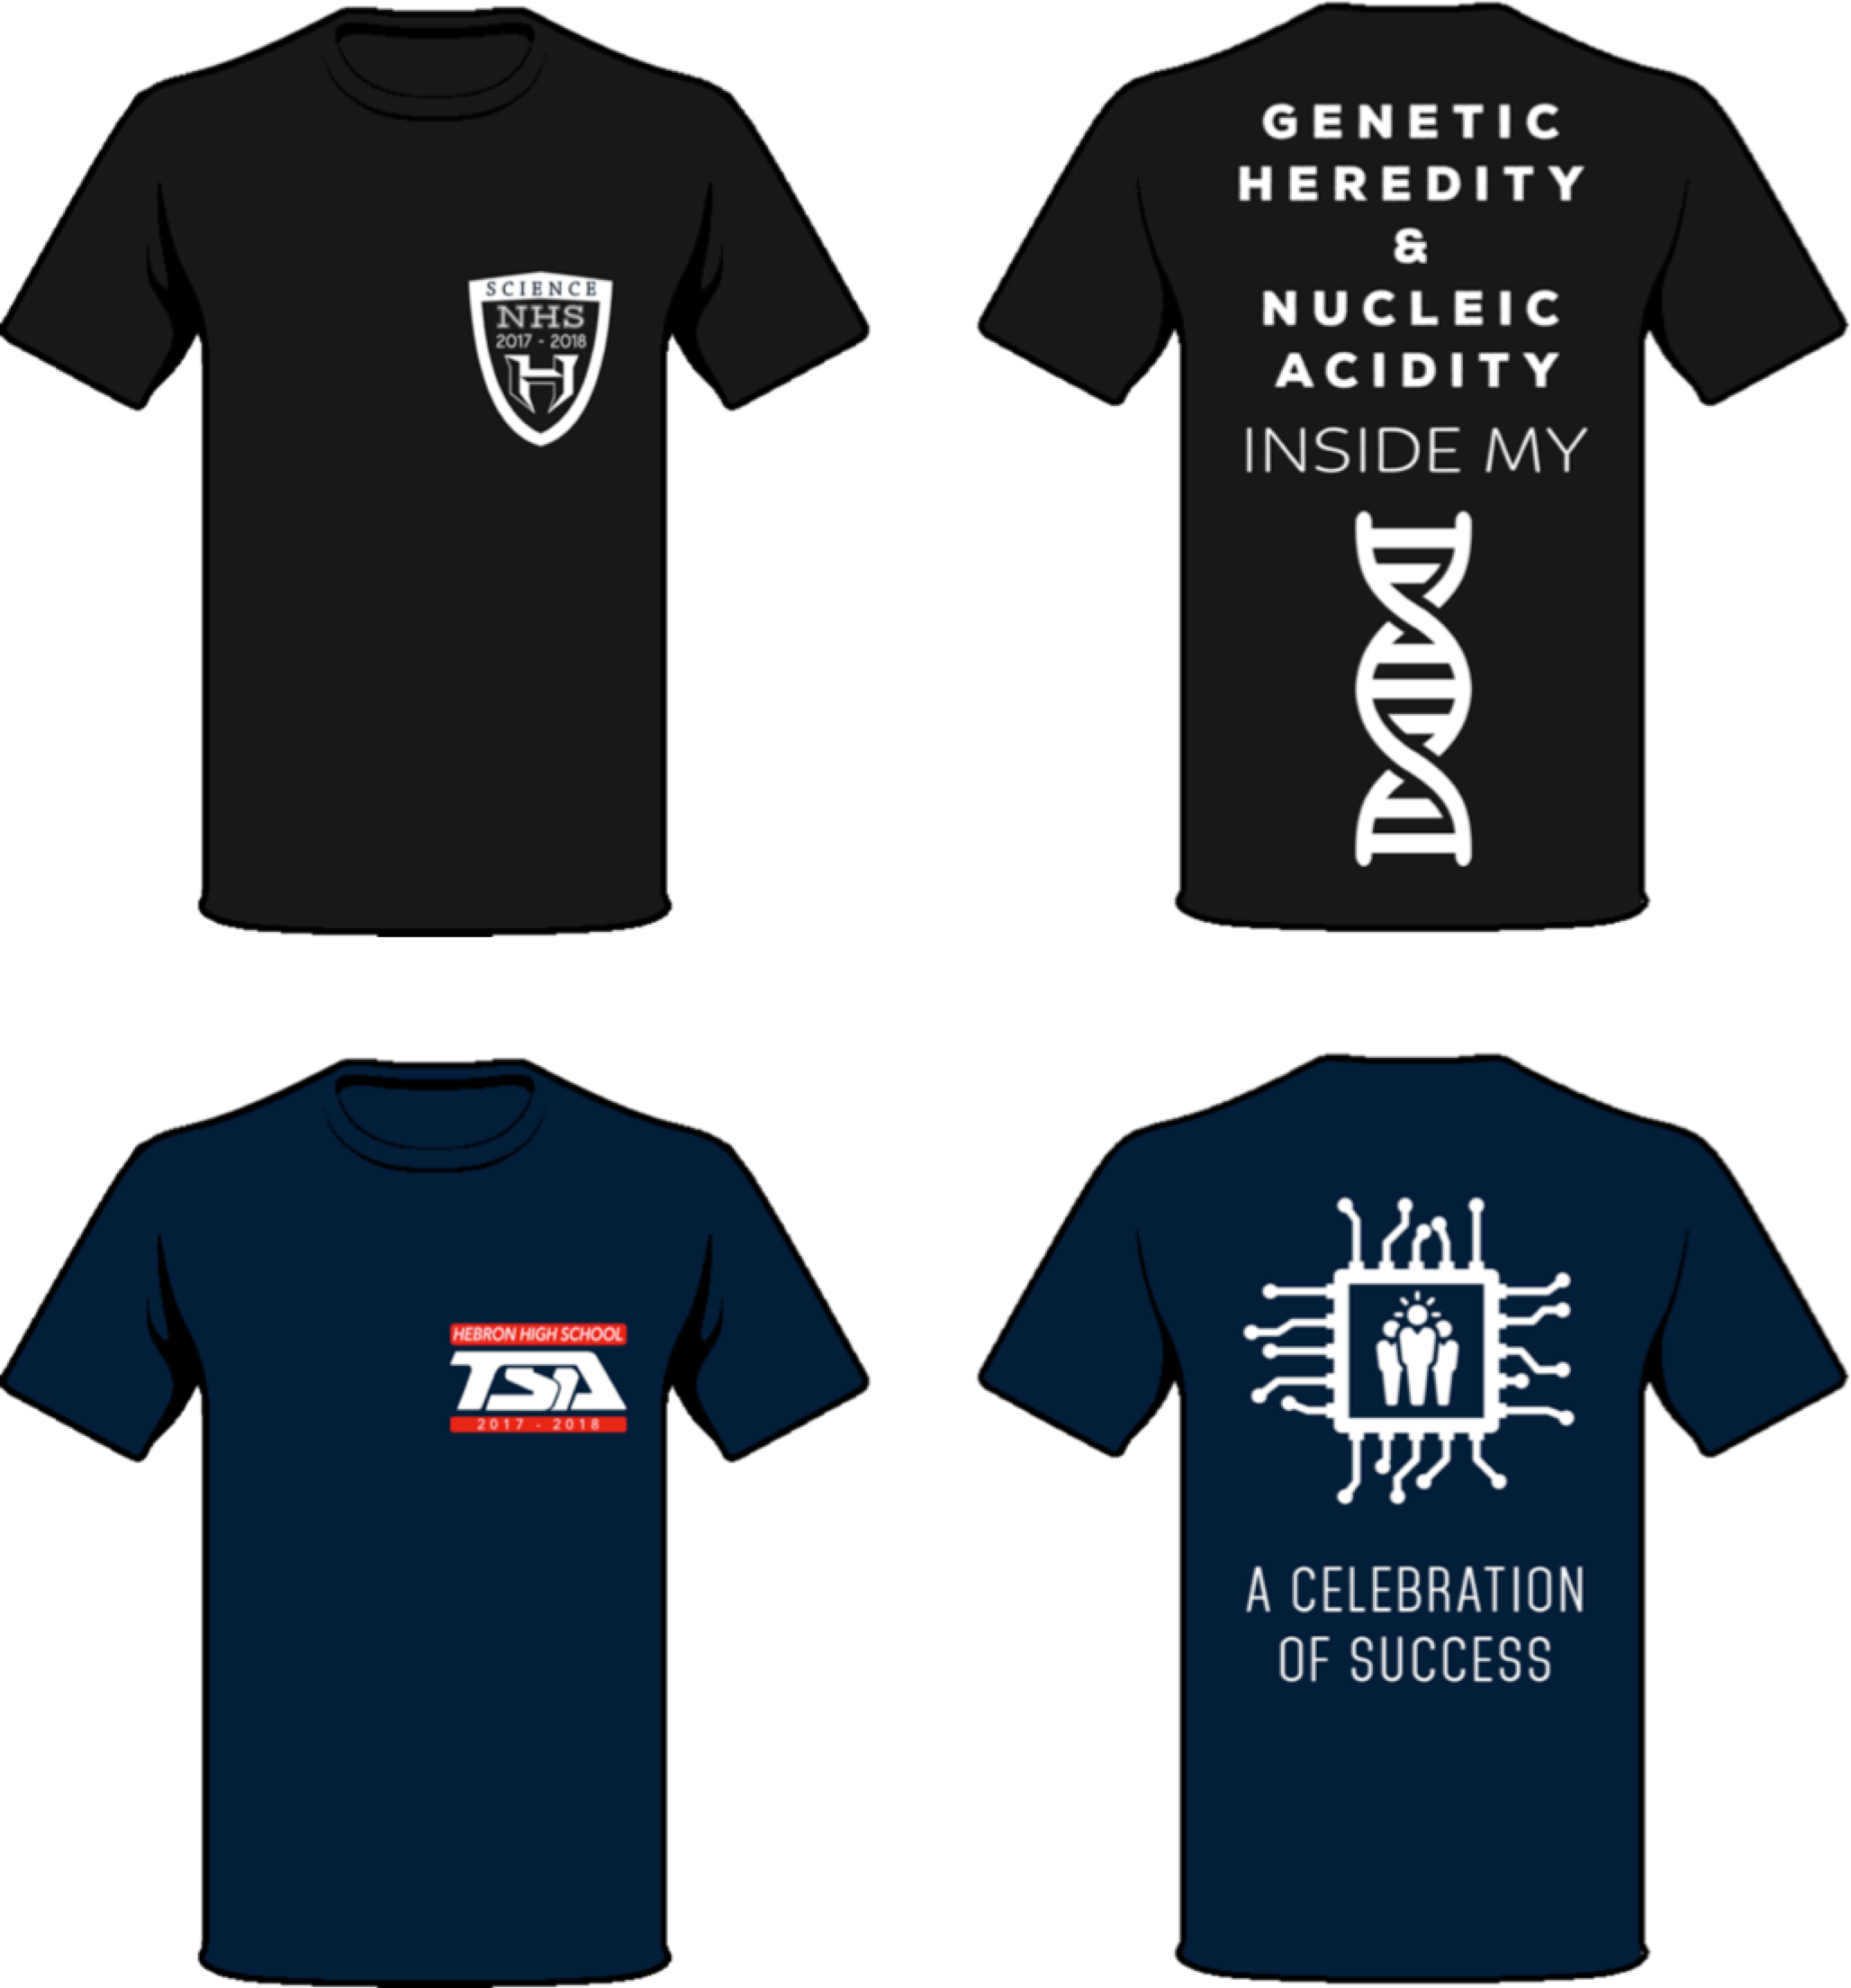 SCIENCE
NHS
2017 - 2018
H
GENETIC
HEREDITY
&
NUCLEIC
ACIDITY
INSIDE MY
HEBRON HIGH SCHOOL
TSA
2017 - 2018
A CELEBRATION
OF SUCCESS